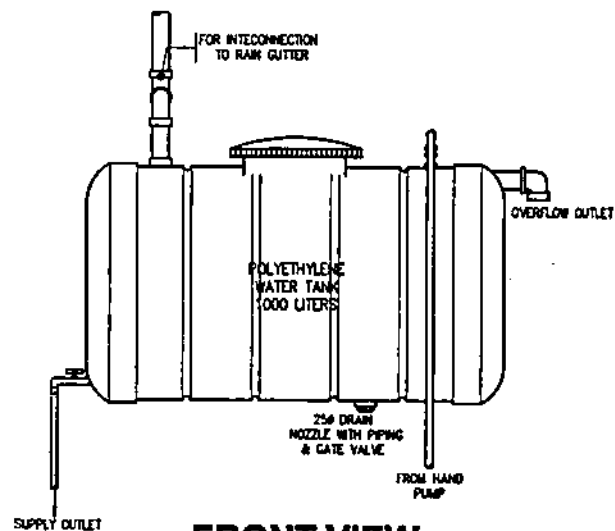 FOR INTECONNECTION
TO RAIN GUTTER
OVERFLOW OUTLET
POLYETHYLENE
WATER TANK
1000 LITERS
25ø DRAIN
NOZZLE WITH PIPING
& GATE VALVE
FROM HAND
PUMP
SUPPLY OUTLET
FRONT VIEW